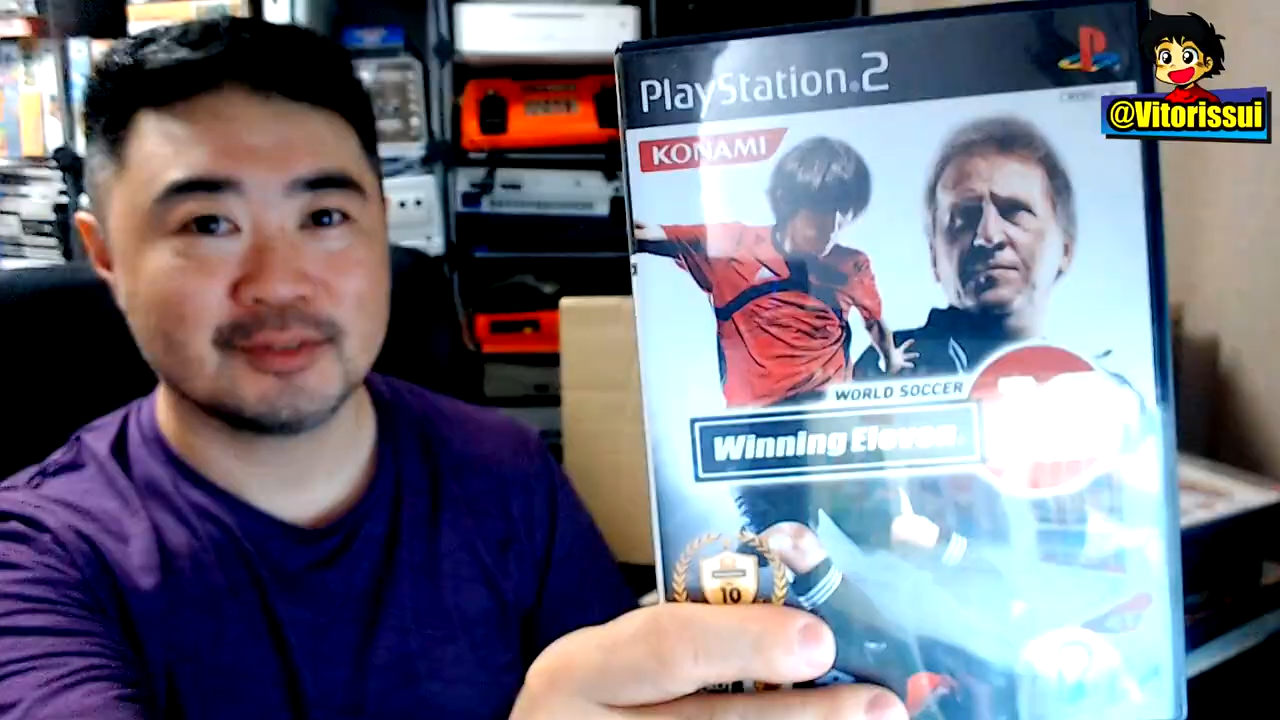 PlayStation.2
@Vitorissui
KONAMI
WORLD SOCCER
Winning Eleven
10